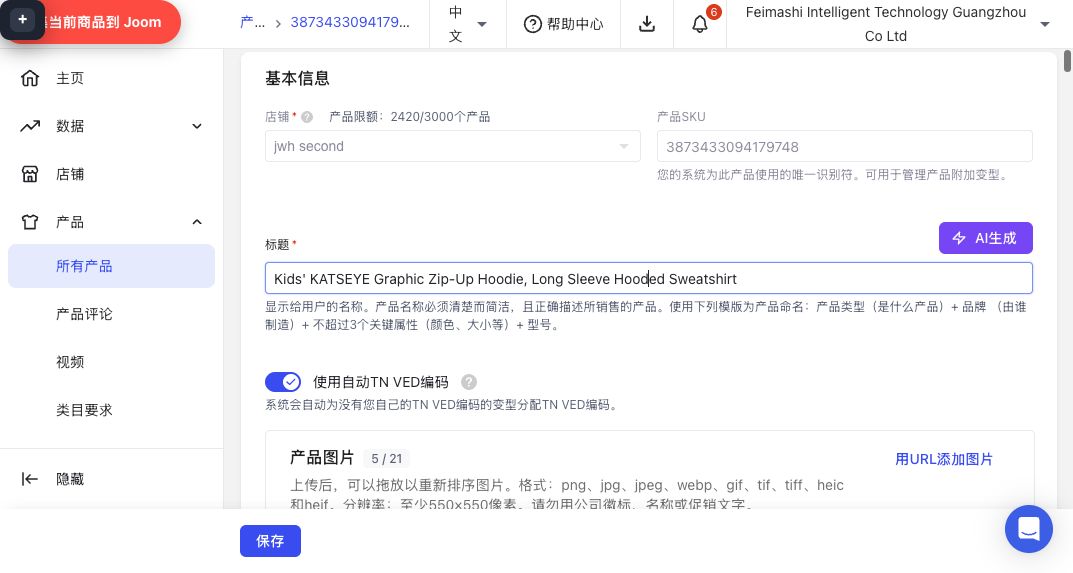 +
当前商品到 Joom
产...
3873433094179...
中
文
帮助中心
6
Feimashi Intelligent Technology Guangzhou
Co Ltd
主页
数据
店铺
产品
所有产品
产品评论
视频
类目要求
隐藏
基本信息
店铺 * ? 产品限额：2420/3000个产品
产品SKU
jwh second
3873433094179748
您的系统为此产品使用的唯一识别符。可用于管理产品附加变型。
标题 *
AI生成
Kids' KATSEYE Graphic Zip-Up Hoodie, Long Sleeve Hooded Sweatshirt
显示给用户的名称。产品名称必须清楚而简洁，且正确描述所销售的产品。使用下列模版为产品命名：产品类型（是什么产品）+ 品牌 （由谁
制造）+ 不超过3个关键属性（颜色、大小等）+ 型号。
使用自动TN VED编码 ?
系统会自动为没有您自己的TN VED编码的变型分配TN VED编码。
产品图片 5 / 21
用URL添加图片
上传后，可以拖放以重新排序图片。格式：png、jpg、jpeg、webp、gif、tif、tiff、heic
和heif。分辨率：至少550×550像素。请勿用公司徽标、名称或促销文字。
保存